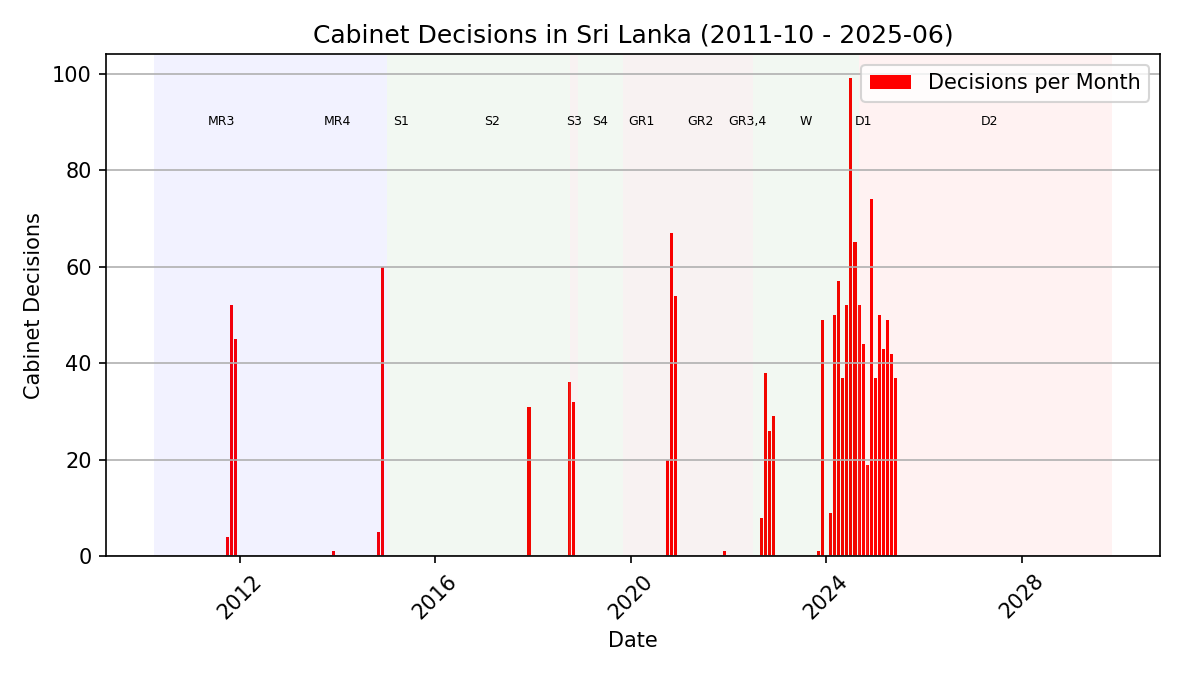 Cabinet Decisions in Sri Lanka (2011-10 - 2025-06)
Decisions per Month
MR3 MR4 S1 S2 S3 S4 GR1 GR2 GR3,4 W D1 D2
Cabinet Decisions
100
80
60
40
20
0
2012 2016 2020 2024 2028
Date